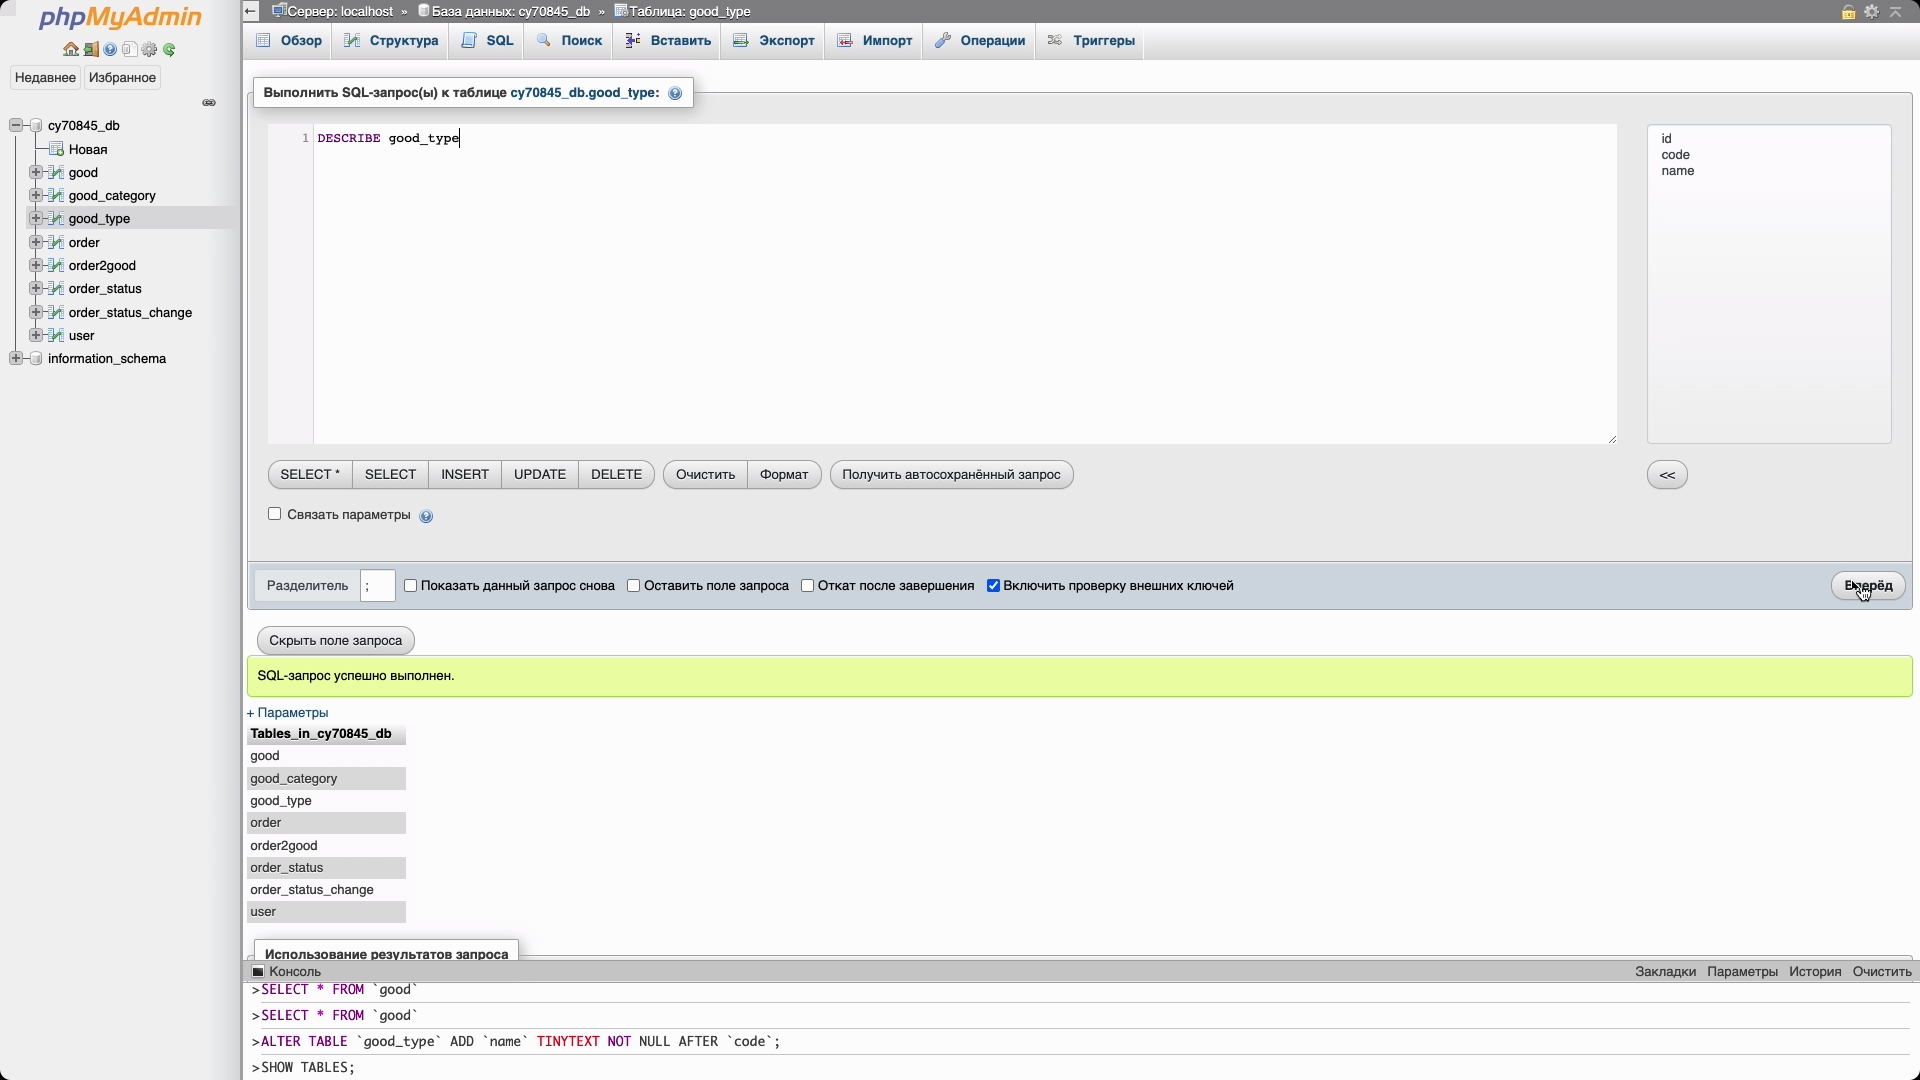 phpMyAdmin
Недавнее Избранное
cy70845_db
Новая
good
good_category
good_type
order
order2good
order_status
order_status_change
user
information_schema
Сервер: localhost » База данных: cy70845_db » Таблица: good_type
Обзор Структура SQL Поиск Вставить Экспорт Импорт Операции Триггеры
Выполнить SQL-запрос(ы) к таблице cy70845_db.good_type:
1 DESCRIBE good_type
id
code
name
SELECT * SELECT INSERT UPDATE DELETE Очистить Формат Получить автосохранённый запрос <<
Связать параметры
Разделитель ; Показать данный запрос снова Оставить поле запроса Откат после завершения Включить проверку внешних ключей Вперёд
Скрыть поле запроса
SQL-запрос успешно выполнен.
+ Параметры
Tables_in_cy70845_db
good
good_category
good_type
order
order2good
order_status
order_status_change
user
Использование результатов запроса
Консоль Закладки Параметры История Очистить
>SELECT * FROM `good`
>SELECT * FROM `good`
>ALTER TABLE `good_type` ADD `name` TINYTEXT NOT NULL AFTER `code`;
>SHOW TABLES;